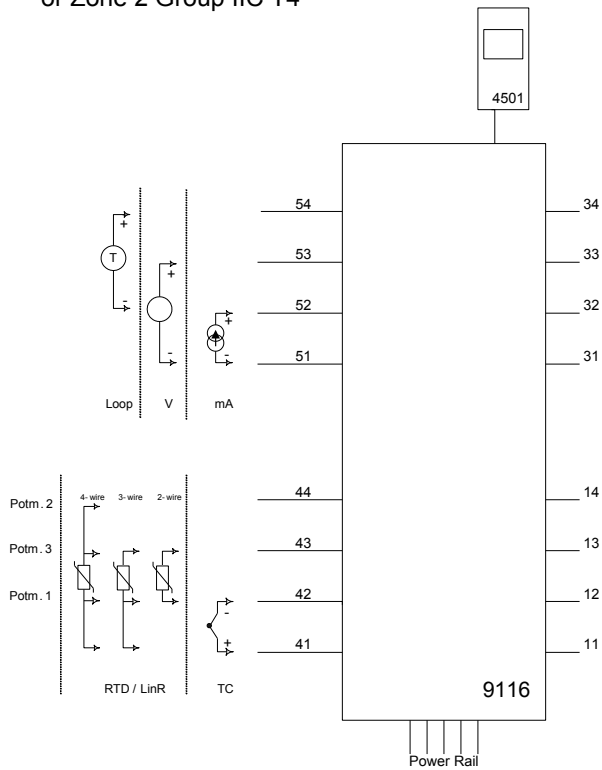 or Zone 2 Group IIC T4
4501
54
34
+
T
53
33
+
52
32
-
+
51
31
-
-
Loop
V
mA
44
14
Potm. 2
4- wire
3- wire
2- wire
43
13
Potm. 3
Potm. 1
42
12
-
+
41
11
RTD / LinR
TC
9116
Power Rail